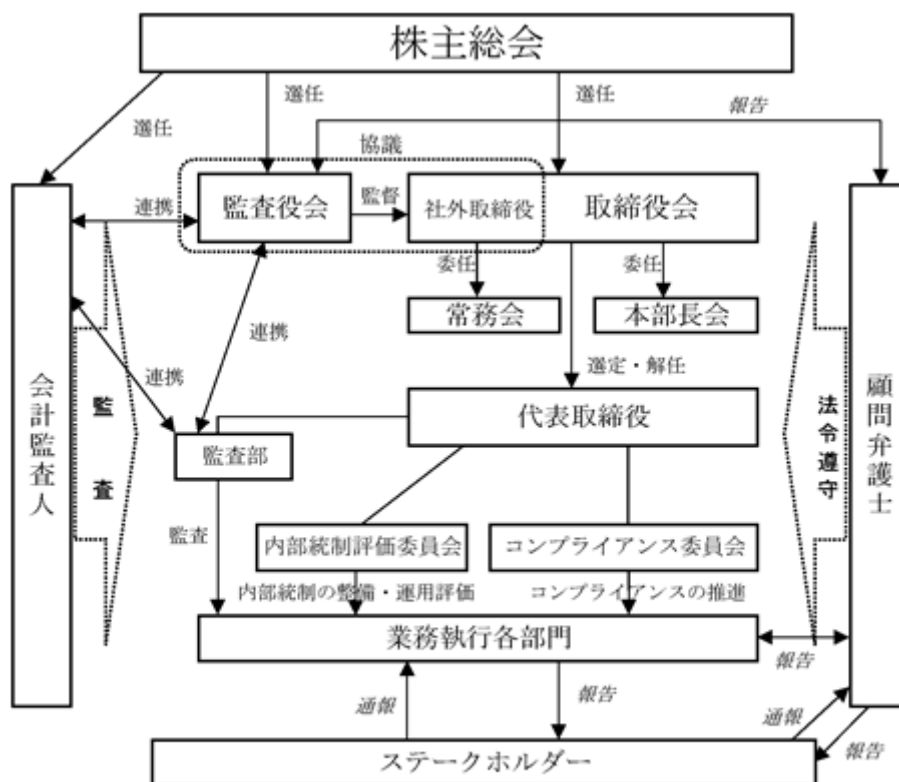 株主総会
選任
選任
選任
報告
協議
監査役会
監督
社外取締役
取締役会
連携
委任
委任
常務会
本部長会
連携
連携
選定・解任
会計監査人
監査
代表取締役
法令遵守
顧問弁護士
監査部
監査
内部統制評価委員会
コンプライアンス委員会
内部統制の整備・運用評価
コンプライアンスの推進
業務執行各部門
報告
通報
報告
通報
報告
ステークホルダー